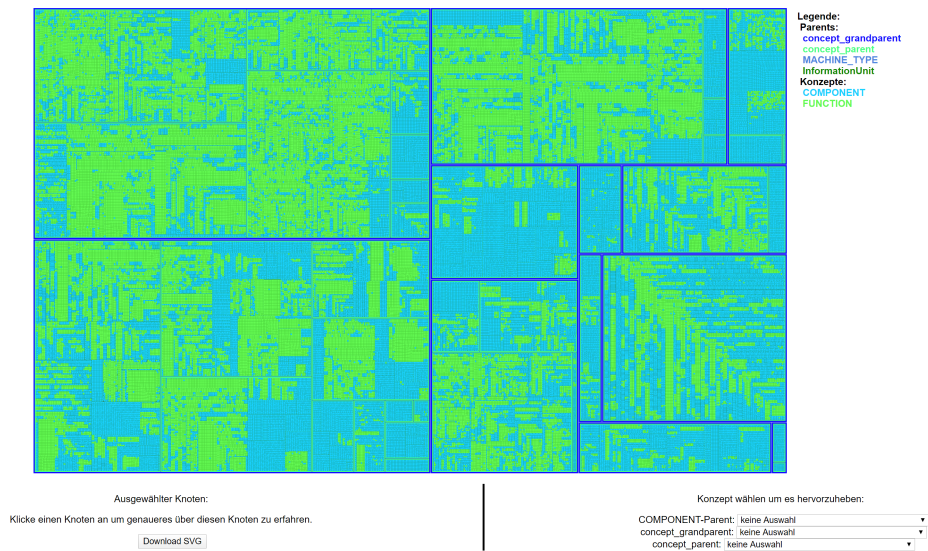 Legende:
Parents:
concept_grandparent
concept_parent
MACHINE_TYPE
InformationUnit
Konzepte:
COMPONENT
FUNCTION
Ausgewählter Knoten:
Klicke einen Knoten an um genaueres über diesen Knoten zu erfahren.
Download SVG
Konzept wählen um es hervorzuheben:
COMPONENT-Parent: keine Auswahl
concept_grandparent: keine Auswahl
concept_parent: keine Auswahl